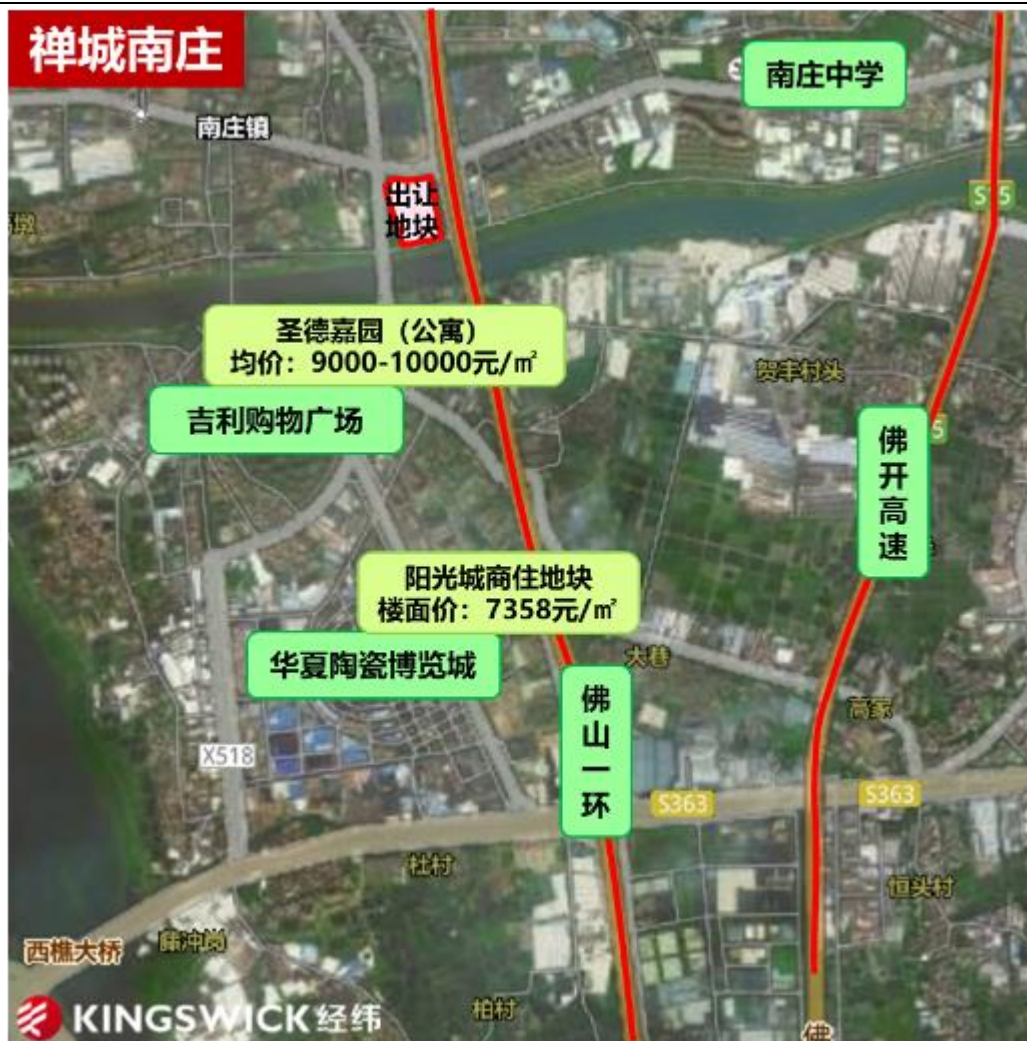 禅城南庄
南庄中学
南庄镇
出让
地块
圣德嘉园（公寓）
均价：9000-10000元/㎡
贺丰村头
吉利购物广场
佛开高速
阳光城商住地块
楼面价：7358元/㎡
大巷
华夏陶瓷博览城
佛山一环
高家
X518
S363
S363
杜村
恒头村
西樵大桥
KINGSWICK经纬
柏村
佛